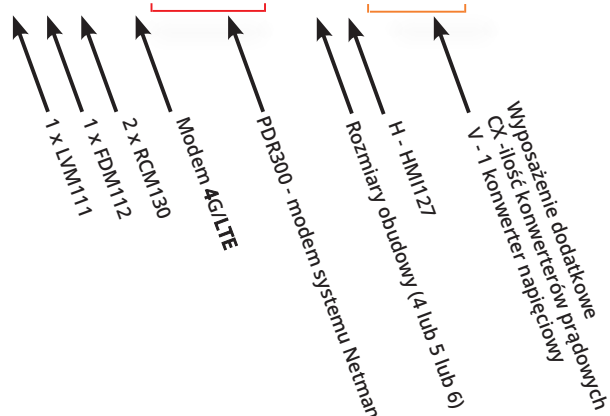 1 x LVM111
1 x FDM112
2 x RCM130
Modem 4G/LTE
PDR300 - modem systemu Netman
Rozmiary obudowy (4 lub 5 lub 6)
H - HMI127
Wyposażenie dodatkowe
CX -ilość konwerterów prądowych
V - 1 konwerter napięciowy